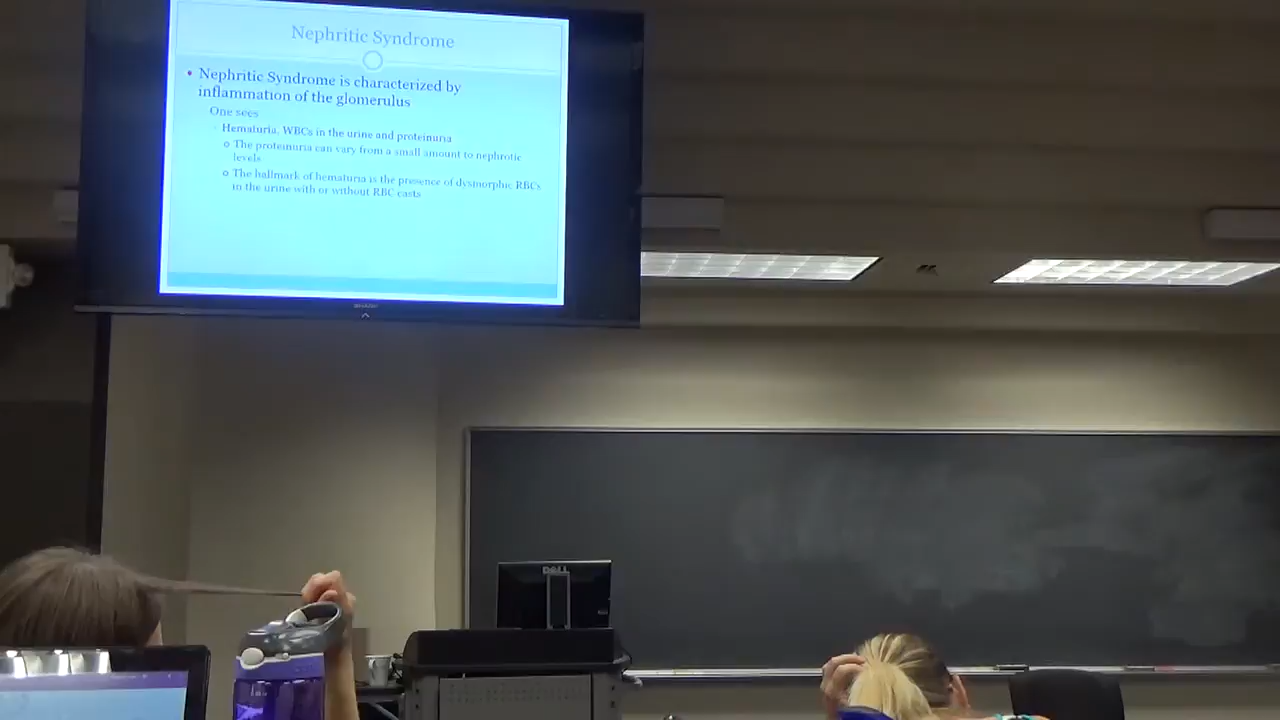 Nephritic Syndrome
• Nephritic Syndrome is characterized by
inflammation of the glomerulus
One sees
Hematuria, WBCs in the urine and proteinuria
o The proteinuria can vary from a small amount to nephrotic
levels
o The hallmark of hematuria is the presence of dysmorphic RBCs
in the urine with or without RBC casts
SHARP
DELL